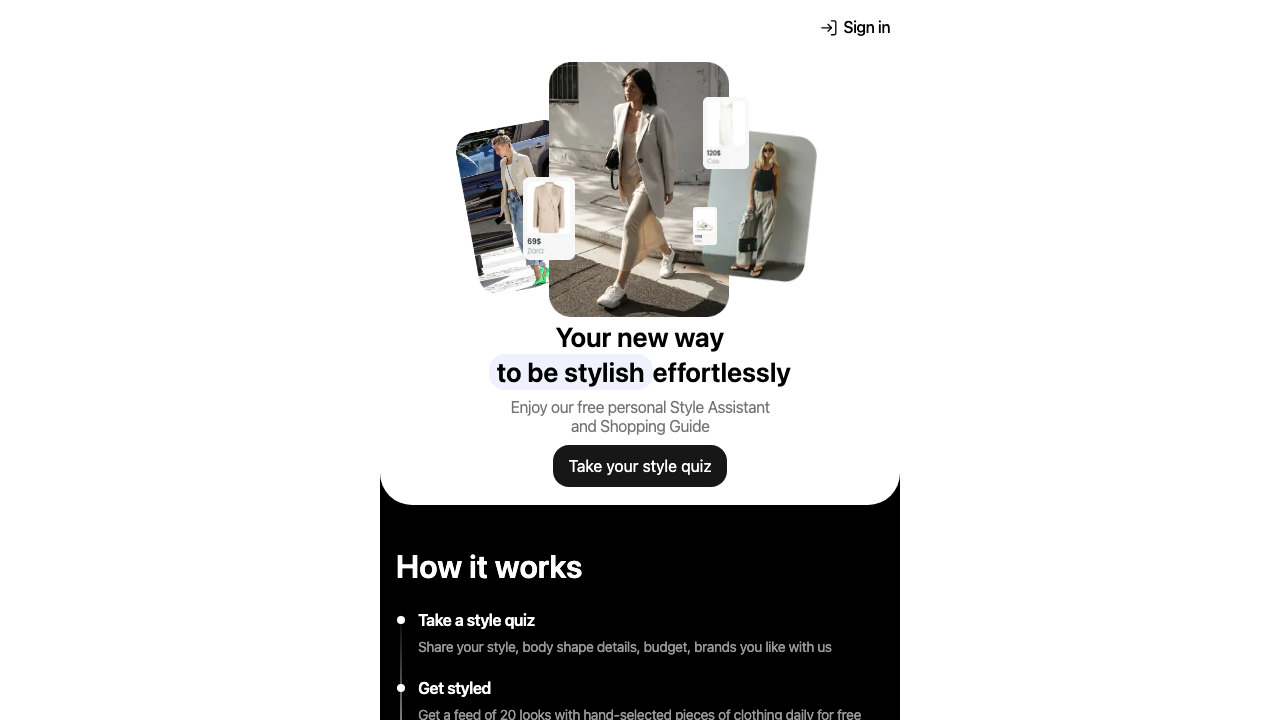 Sign in
120$
Cos
69$
Zara
Your new way
to be stylish effortlessly
Enjoy our free personal Style Assistant
and Shopping Guide
Take your style quiz
How it works
Take a style quiz
Share your style, body shape details, budget, brands you like with us
Get styled
Get a feed of 20 looks with hand-selected pieces of clothing daily for free